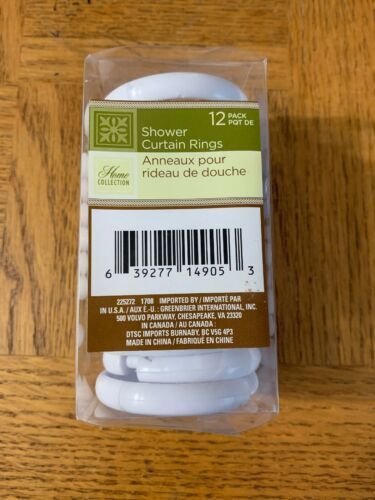 12 PACK
PQT DE
Shower
Curtain Rings
Home
COLLECTION
Anneaux pour
rideau de douche
6 39277 14905 3
225272 1708 IMPORTED BY / IMPORTÉ PAR
IN U.S.A. / AUX É.-U. : GREENBRIER INTERNATIONAL, INC.
500 VOLVO PARKWAY, CHESAPEAKE, VA 23320
IN CANADA / AU CANADA :
DTSC IMPORTS BURNABY, BC V5G 4P3
MADE IN CHINA / FABRIQUÉ EN CHINE